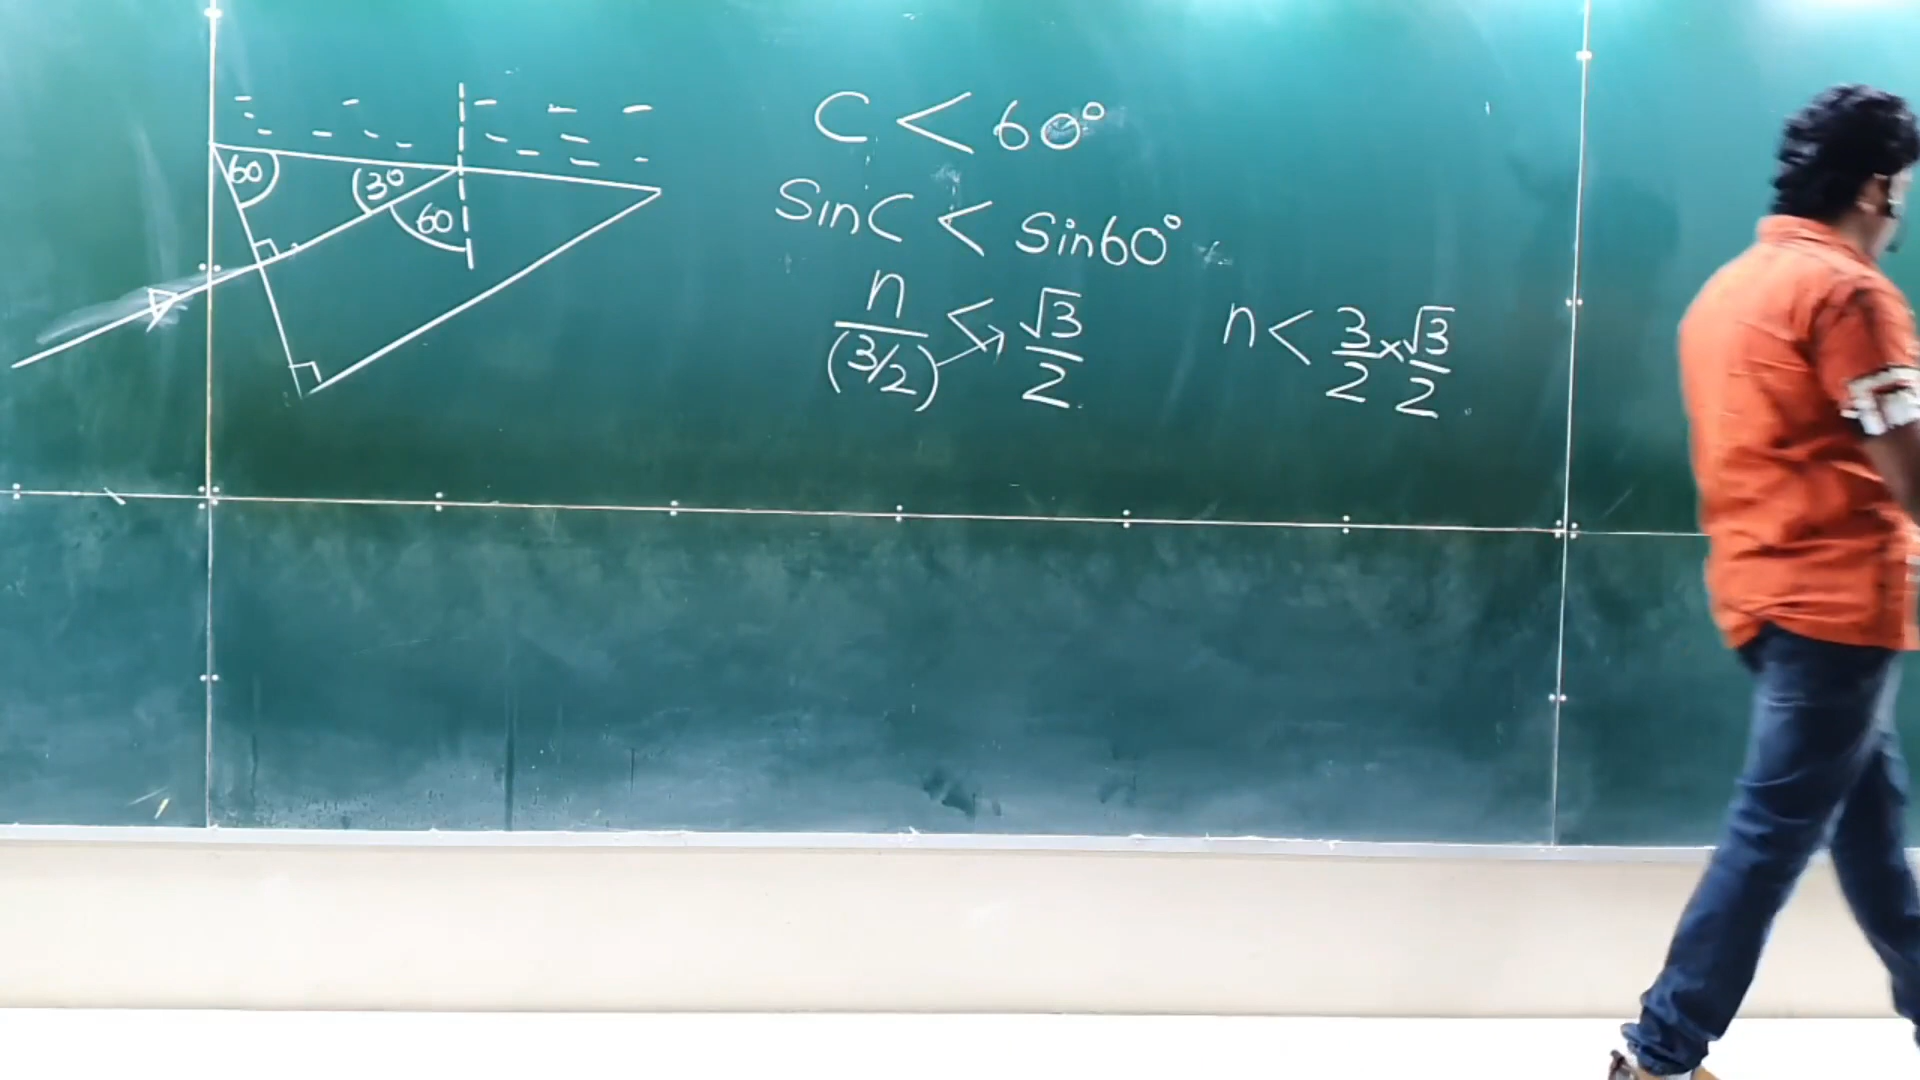 60
30
60
C < 60°
SinC < Sin60°
n/(3/2) < √3/2
n < 3/2 × √3/2